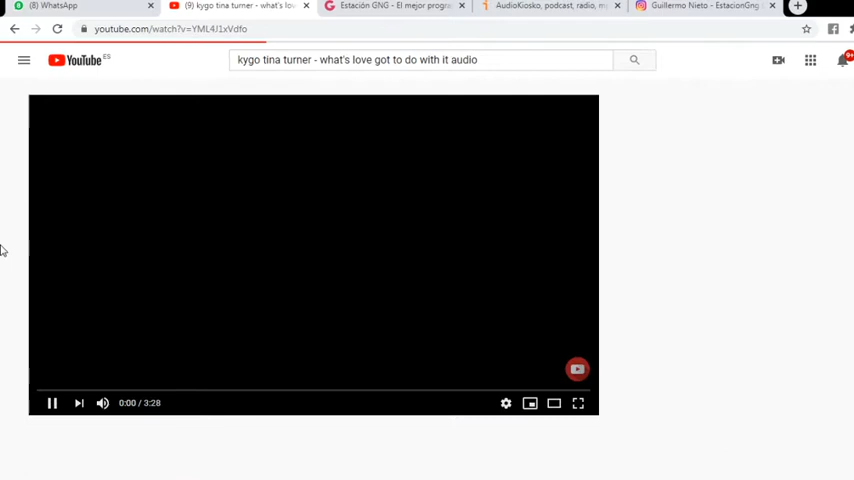 (8) WhatsApp
(9) kygo tina turner - what's lov
Estación GNG - El mejor progra
AudioKiosko, podcast, radio, m
Guillermo Nieto - EstacionGng
youtube.com/watch?v=YML4J1xVdfo
YouTube ES
kygo tina turner - what's love got to do with it audio
9+
0:00 / 3:28